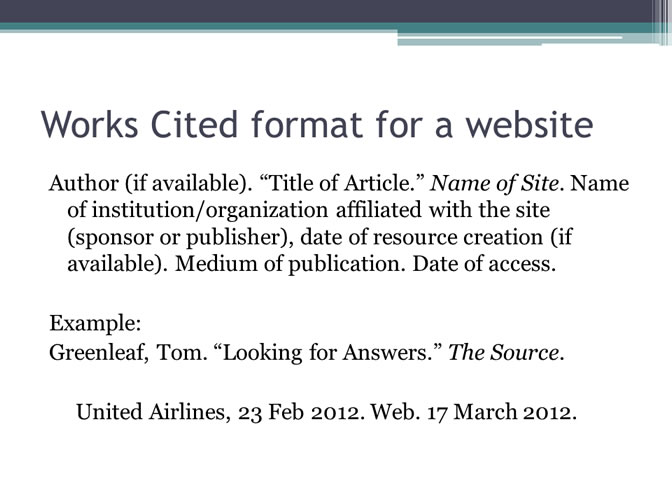 Works Cited format for a website
Author (if available). “Title of Article.” Name of Site. Name
of institution/organization affiliated with the site
(sponsor or publisher), date of resource creation (if
available). Medium of publication. Date of access.
Example:
Greenleaf, Tom. “Looking for Answers.” The Source.
United Airlines, 23 Feb 2012. Web. 17 March 2012.